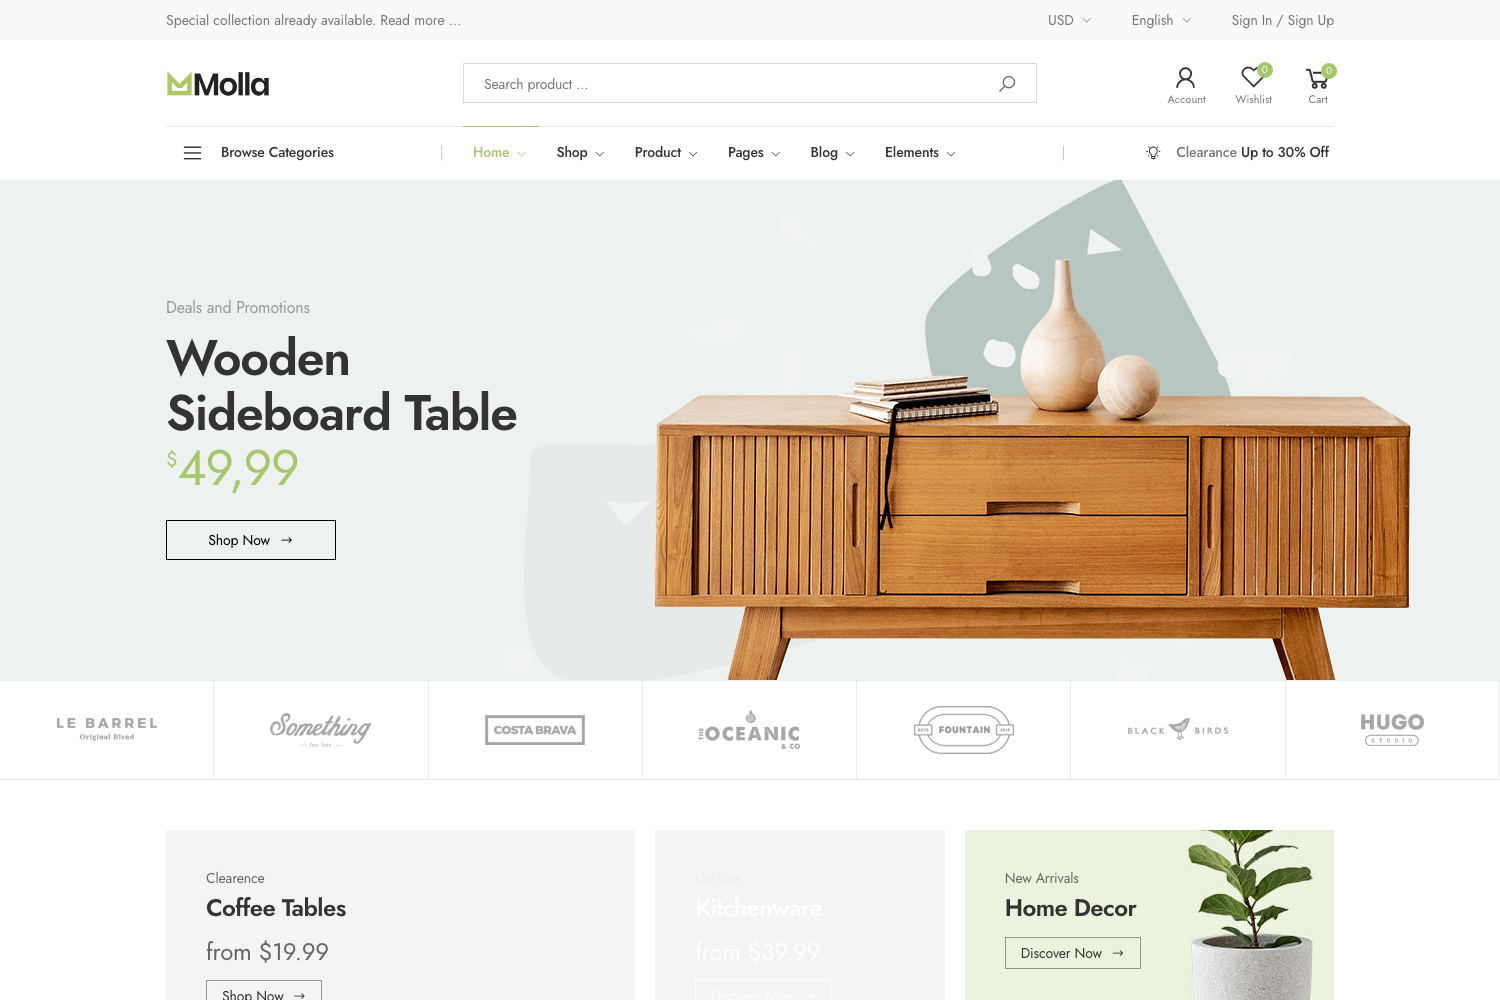 Special collection already available. Read more ...
USD
English
Sign In / Sign Up
Molla
Search product ...
0
0
Account
Wishlist
Cart
Browse Categories
Home
Shop
Product
Pages
Blog
Elements
Clearance Up to 30% Off
Deals and Promotions
Wooden
Sideboard Table
$49,99
Shop Now
LE BARREL
Original Blend
Something
for her
COSTA BRAVA
THE OCEANIC
& CO
FOUNTAIN
BLACK BIRDS
HUGO
STUDIO
Clearence
On Sale
New Arrivals
Coffee Tables
Kitchenware
Home Decor
from $19.99
from $39.99
Discover Now
Shop Now
Discover Now